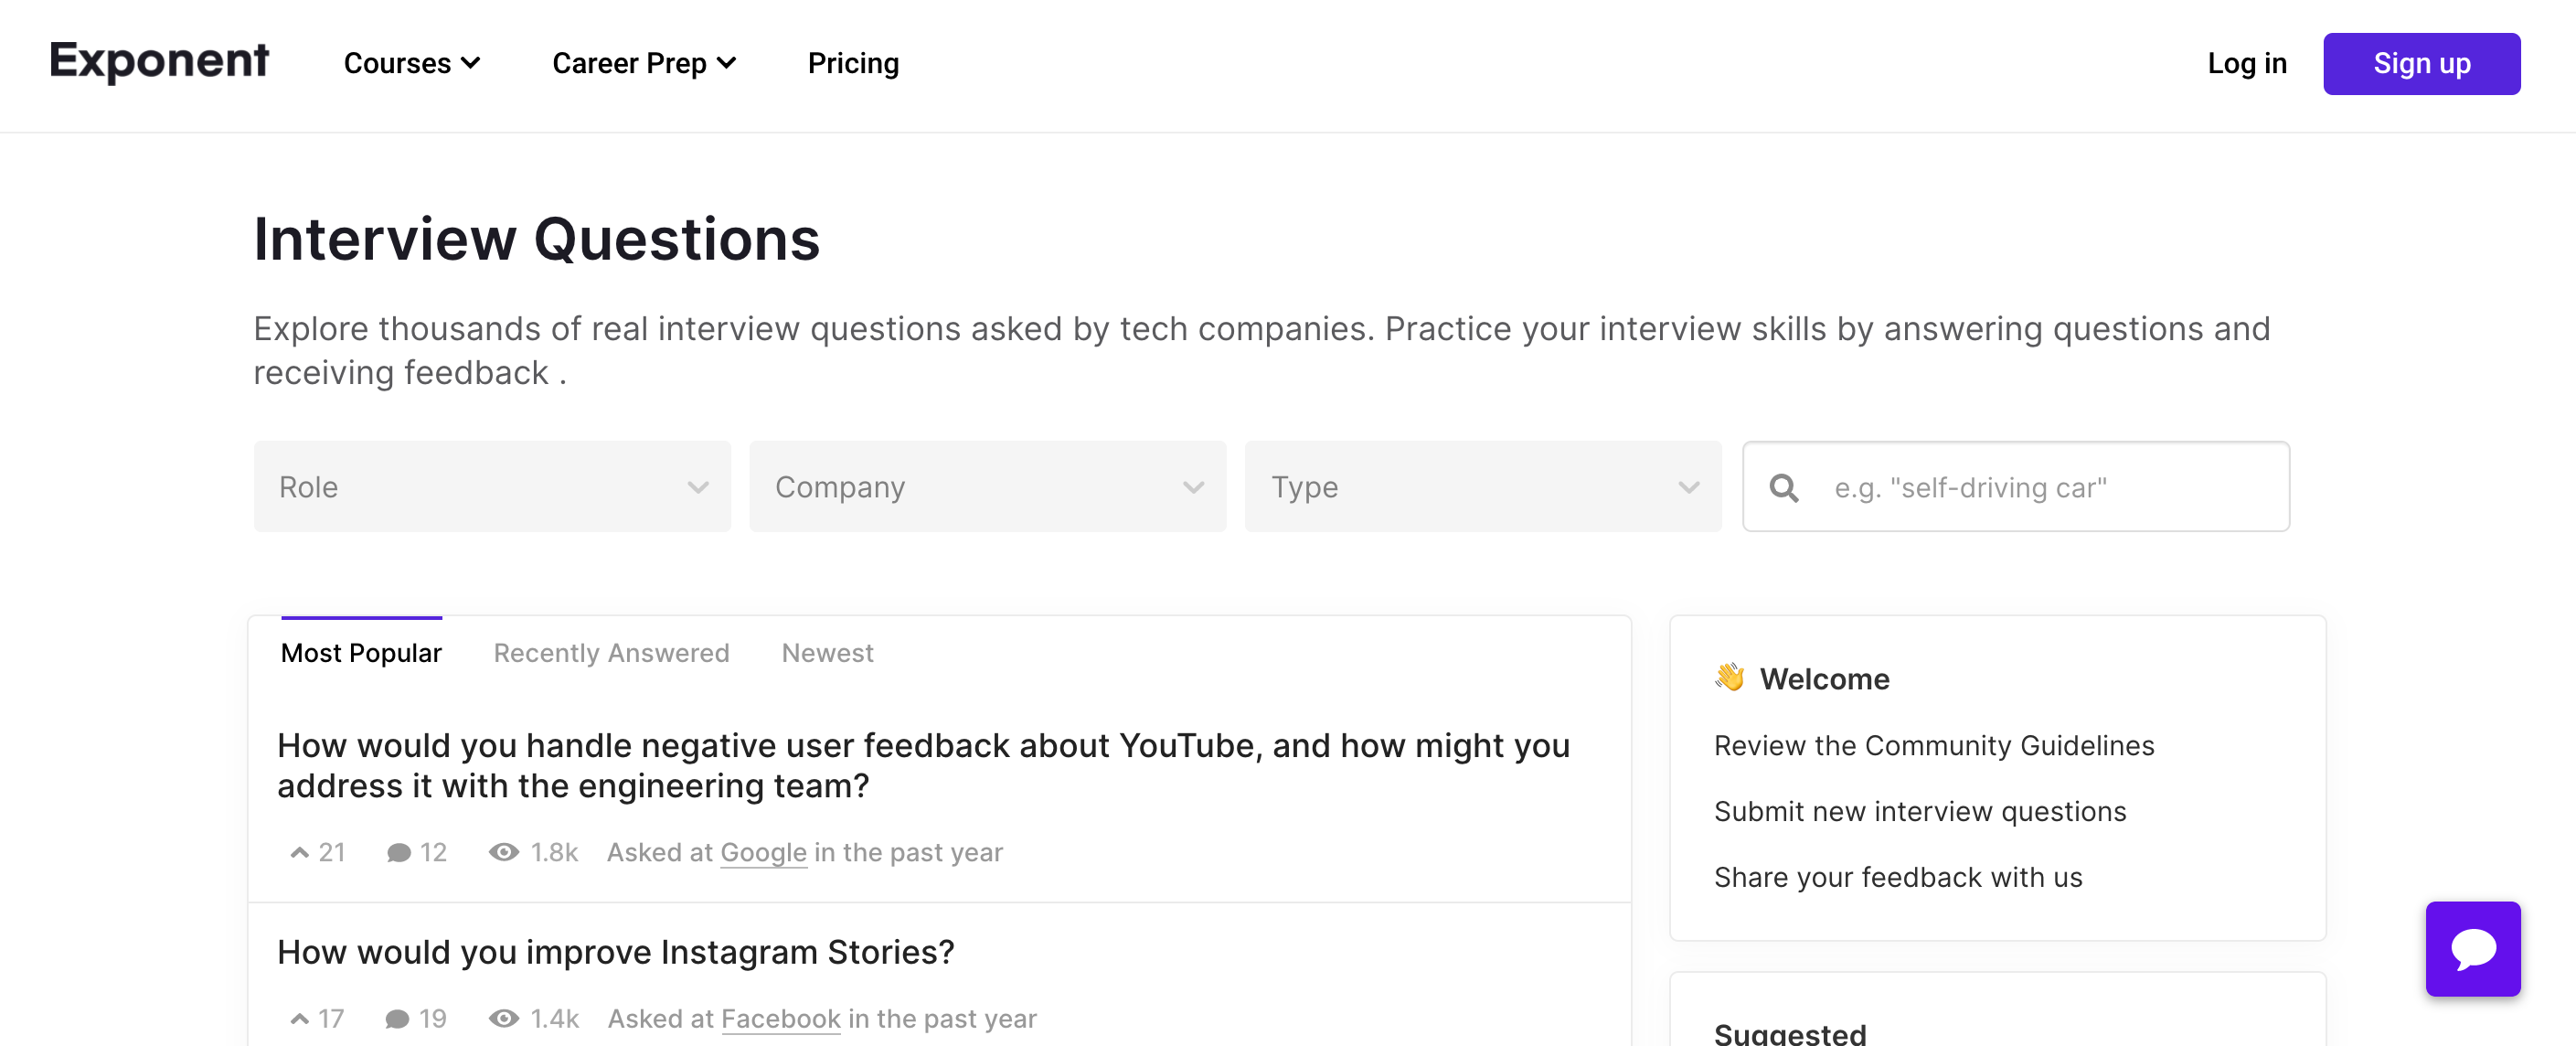 Exponent
Courses
Career Prep
Pricing
Log in
Sign up
Interview Questions
Explore thousands of real interview questions asked by tech companies. Practice your interview skills by answering questions and
receiving feedback .
Role
Company
Type
e.g. "self-driving car"
Most Popular
Recently Answered
Newest
How would you handle negative user feedback about YouTube, and how might you
address it with the engineering team?
21
12
1.8k
Asked at Google in the past year
How would you improve Instagram Stories?
17
19
1.4k
Asked at Facebook in the past year
👋 Welcome
Review the Community Guidelines
Submit new interview questions
Share your feedback with us
Suggested